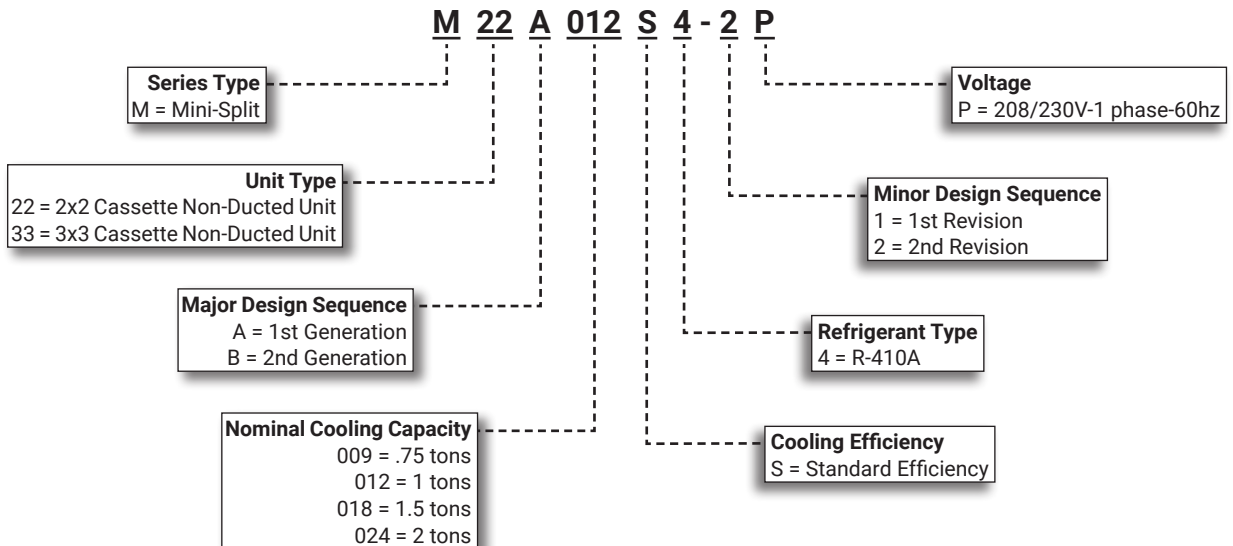 M 22 A 012 S 4 - 2 P
Series Type
M = Mini-Split
Voltage
P = 208/230V-1 phase-60hz
Unit Type
22 = 2x2 Cassette Non-Ducted Unit
33 = 3x3 Cassette Non-Ducted Unit
Minor Design Sequence
1 = 1st Revision
2 = 2nd Revision
Major Design Sequence
A = 1st Generation
B = 2nd Generation
Refrigerant Type
4 = R-410A
Nominal Cooling Capacity
009 = .75 tons
012 = 1 tons
018 = 1.5 tons
024 = 2 tons
Cooling Efficiency
S = Standard Efficiency